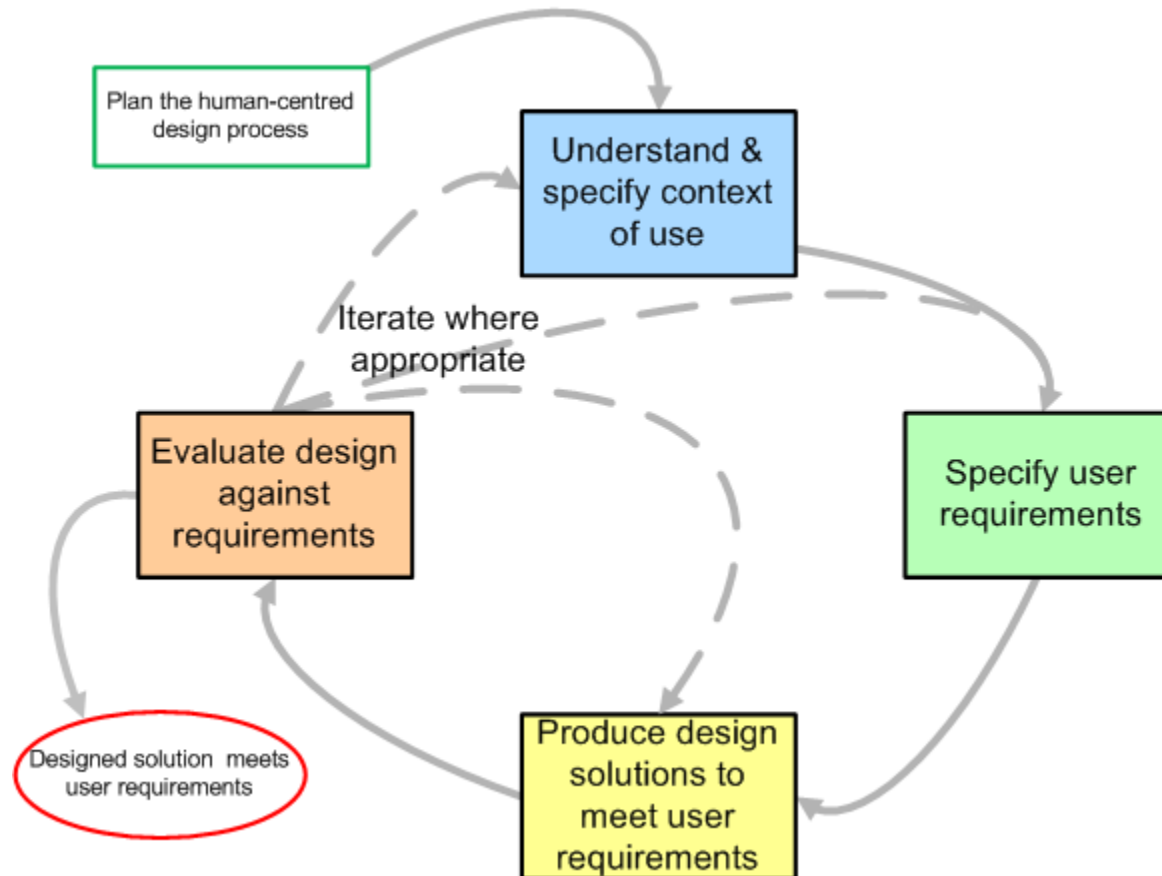 Plan the human-centred
design process
Understand &
specify context
of use
Iterate where
appropriate
Evaluate design
against
requirements
Specify user
requirements
Designed solution  meets
user requirements
Produce design
solutions to
meet user
requirements